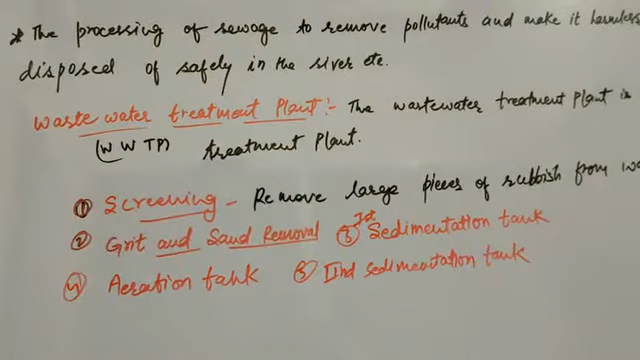 * The processing of sewage to remove pollutants and make it harmless
disposed of safely in the river etc.
Waste water treatment Plant :- The wastewater treatment plant is
(WWTP) treatment Plant.
① Screening - Remove large pieces of rubbish from
② Grit and Sand Removal ③ Ist Sedimentation tank
④ Aeration tank ⑤ IInd sedimentation tank